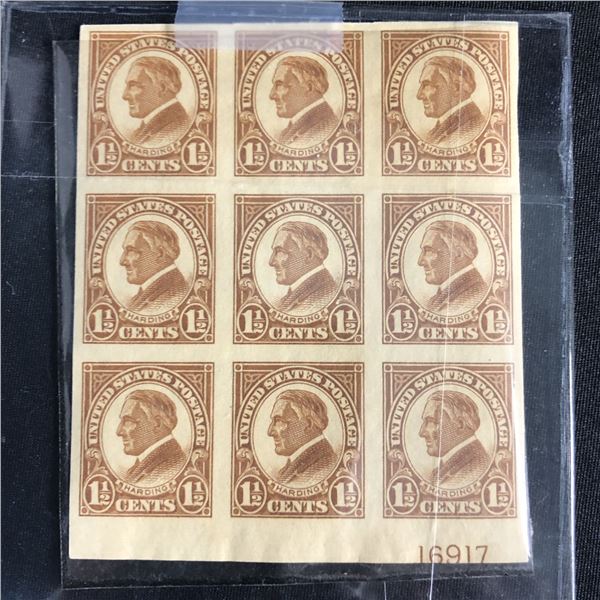 UNITED STATES POSTAGE UNITED STATES POSTAGE UNITED STATES POSTAGE
HARDING HARDING HARDING
1½ CENTS 1½ 1½ CENTS 1½ 1½ CENTS 1½
UNITED STATES POSTAGE UNITED STATES POSTAGE UNITED STATES POSTAGE
HARDING HARDING HARDING
1½ CENTS 1½ 1½ CENTS 1½ 1½ CENTS 1½
UNITED STATES POSTAGE UNITED STATES POSTAGE UNITED STATES POSTAGE
HARDING HARDING HARDING
1½ CENTS 1½ 1½ CENTS 1½ 1½ CENTS 1½
16917